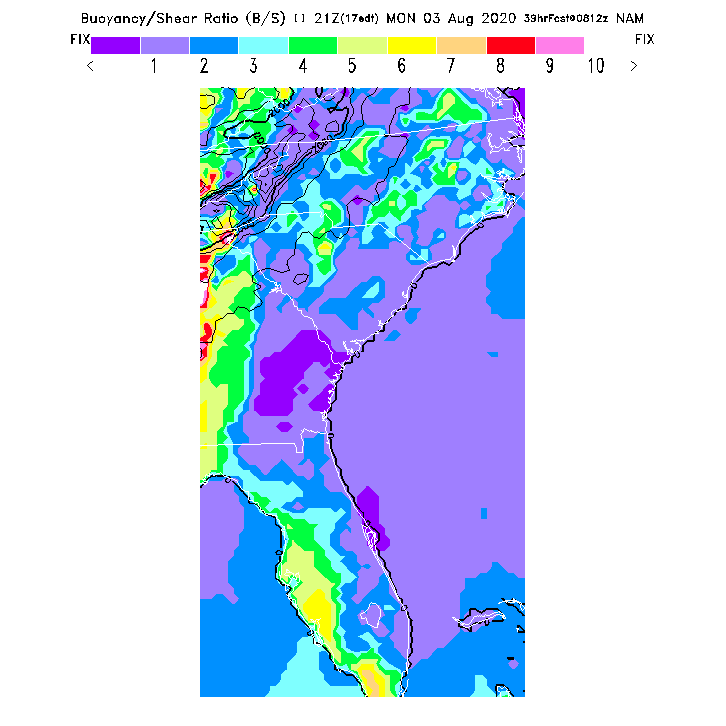 Buoyancy/Shear Ratio (B/S) [] 21Z(17edt) MON 03 Aug 2020 39hrFcst@0812z NAM
FIX FIX
< 1 2 3 4 5 6 7 8 9 10 >